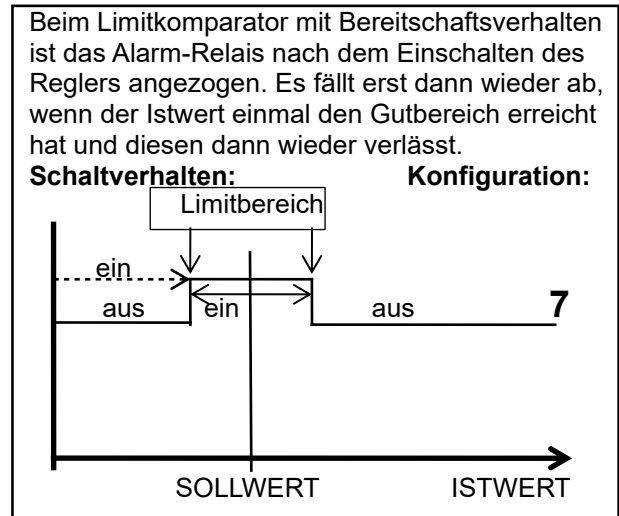 Beim Limitkomparator mit Bereitschaftsverhalten
ist das Alarm-Relais nach dem Einschalten des
Reglers angezogen. Es fällt erst dann wieder ab,
wenn der Istwert einmal den Gutbereich erreicht
hat und diesen dann wieder verlässt.
Schaltverhalten: Konfiguration:
Limitbereich
ein
aus ein aus 7
SOLLWERT ISTWERT